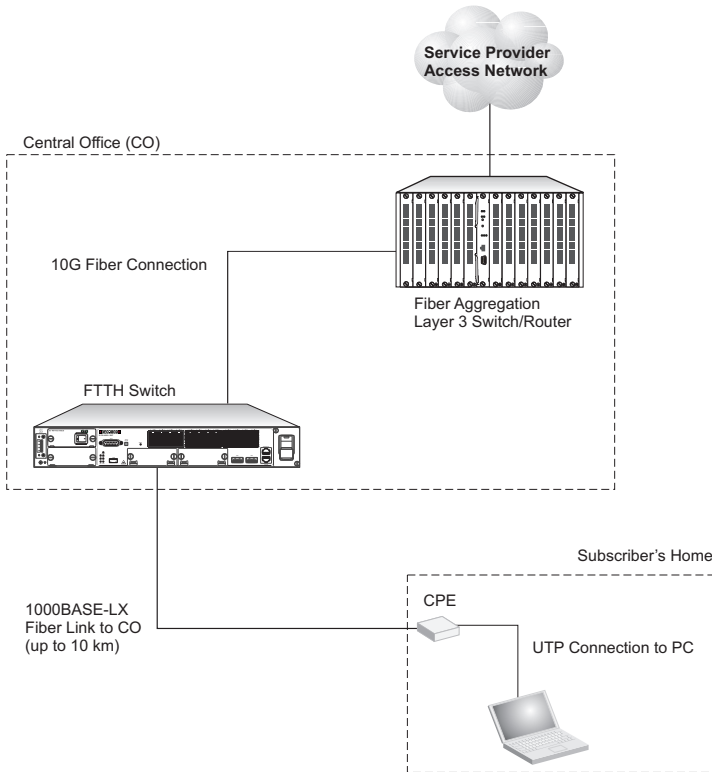 Service Provider
Access Network
Central Office (CO)
10G Fiber Connection
Fiber Aggregation
Layer 3 Switch/Router
FTTH Switch
Subscriber's Home
1000BASE-LX
Fiber Link to CO
(up to 10 km)
CPE
UTP Connection to PC